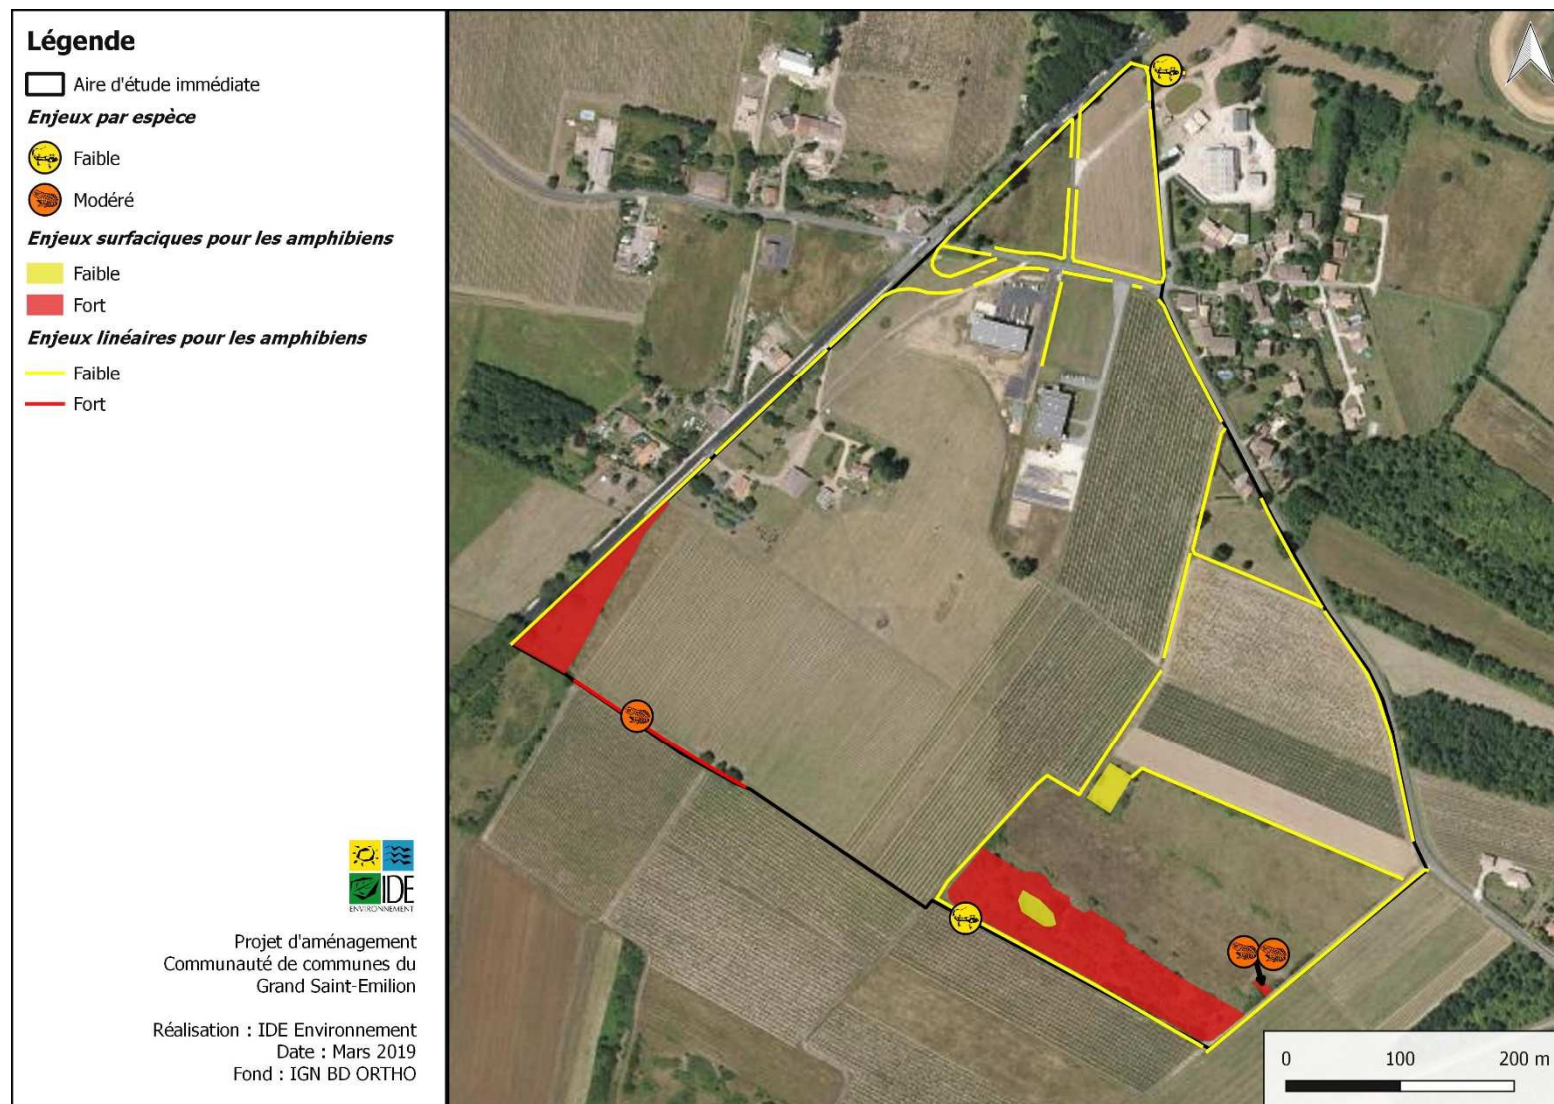 Légende
Aire d'étude immédiate
Enjeux par espèce
Faible
Modéré
Enjeux surfaciques pour les amphibiens
Faible
Fort
Enjeux linéaires pour les amphibiens
Faible
Fort
IDE
ENVIRONNEMENT
Projet d'aménagement
Communauté de communes du
Grand Saint-Emilion
Réalisation : IDE Environnement
Date : Mars 2019
Fond : IGN BD ORTHO
0 100 200 m